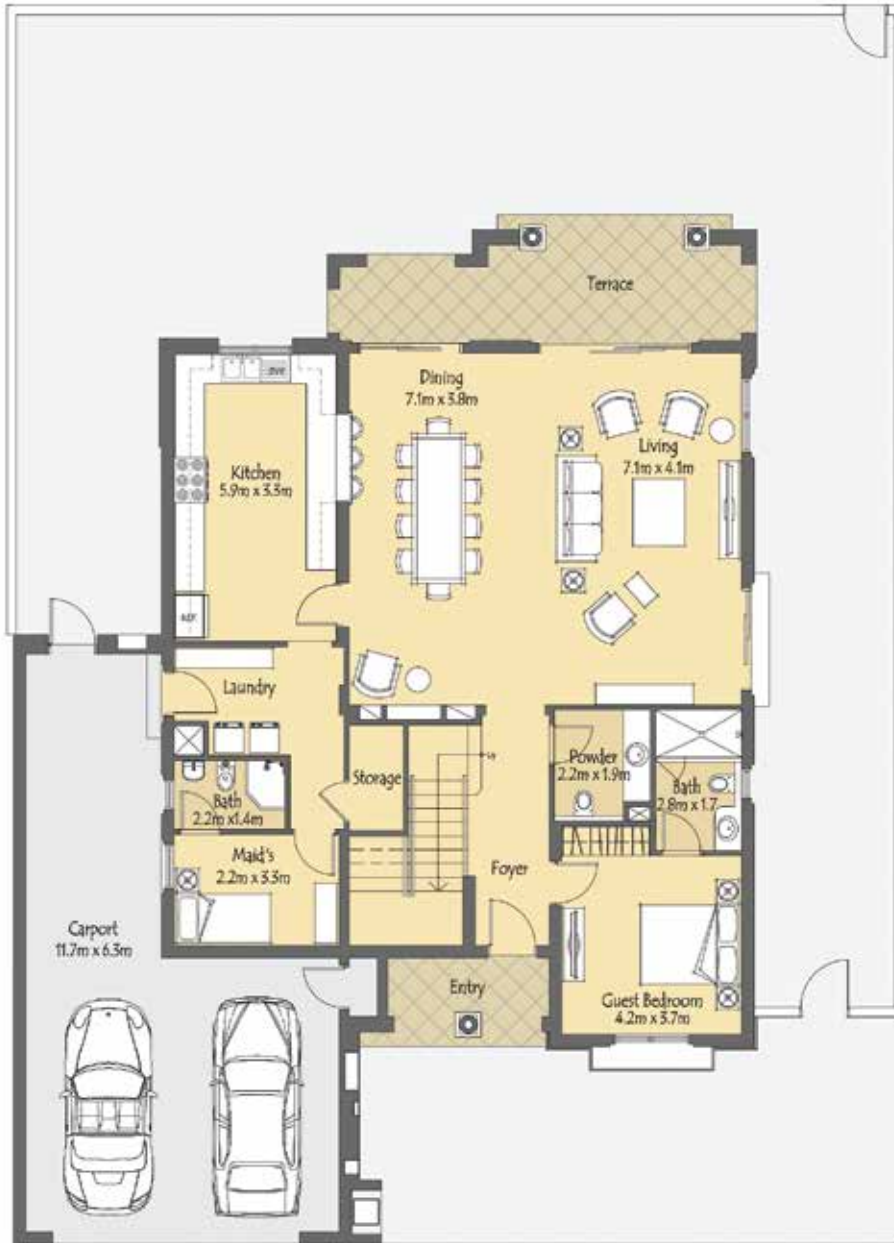 Terrace
Dining
7.1m x 3.8m
Living
7.1m x 4.1m
Kitchen
5.9m x 3.3m
REF.
Laundry
Storage
Powder
2.2m x 1.9m
Bath
2.8m x 1.7
Bath
2.2m x1.4m
Maid's
2.2m x 3.3m
Foyer
Carport
11.7m x 6.3m
Entry
Guest Bedroom
4.2m x 3.7m